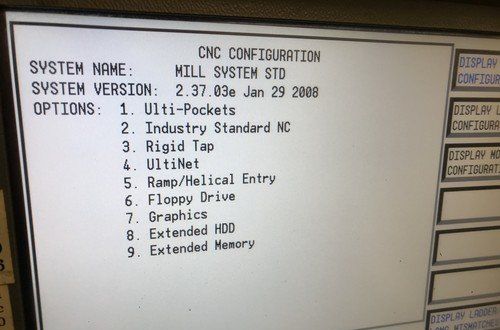 CNC CONFIGURATION
SYSTEM NAME: MILL SYSTEM STD
SYSTEM VERSION: 2.37.03e Jan 29 2008
OPTIONS: 1. Ulti-Pockets
2. Industry Standard NC
3. Rigid Tap
4. UltiNet
5. Ramp/Helical Entry
6. Floppy Drive
7. Graphics
8. Extended HDD
9. Extended Memory
DISPLAY
CONFIGUR
DISPLAY L
CONFIGURA
DISPLAY MO
CONFIGURATI
DISPLAY LADDER
MISMATCHE